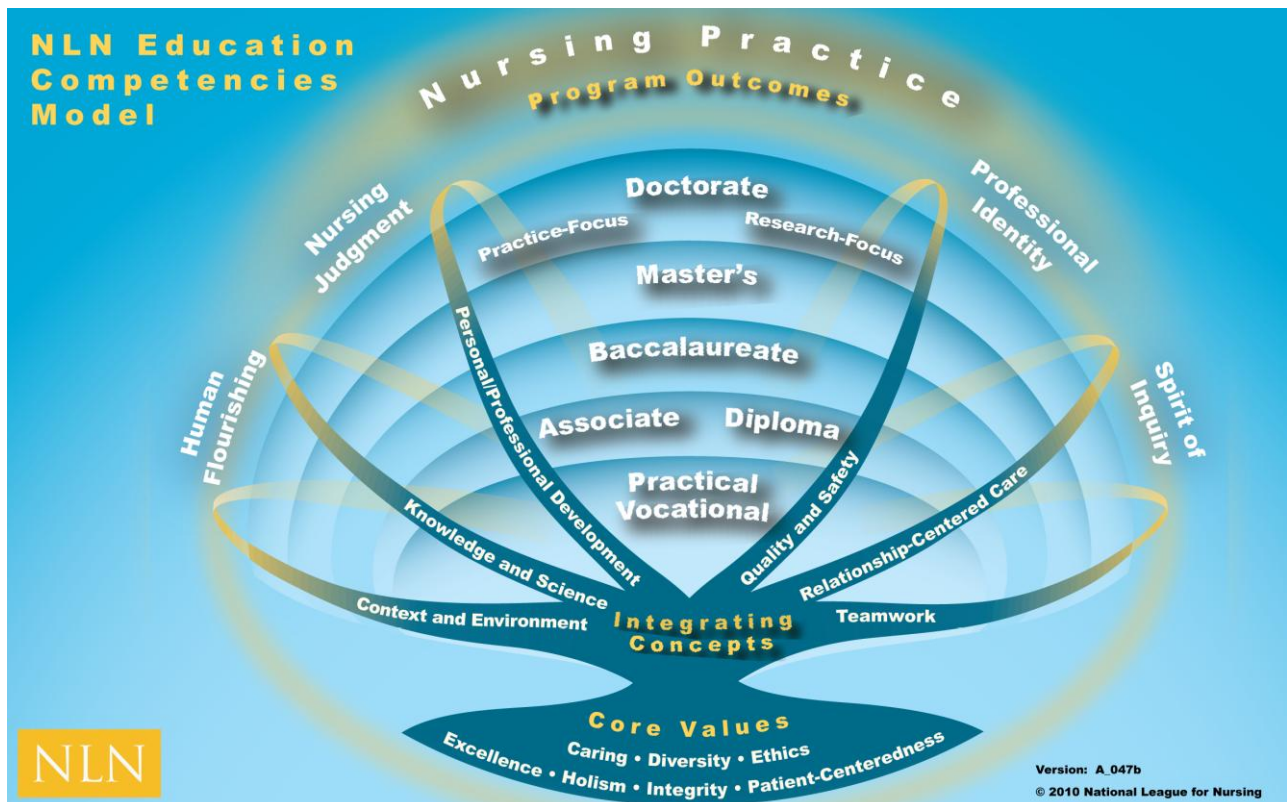 NLN Education
Competencies
Model
Nursing Practice
Program Outcomes
Human
Flourishing
Nursing
Judgment
Professional
Identity
Spirit of
Inquiry
Doctorate
Practice-Focus
Research-Focus
Master's
Baccalaureate
Associate
Diploma
Practical
Vocational
Context and Environment
Knowledge and Science
Personal/Professional Development
Quality and Safety
Relationship-Centered Care
Teamwork
Integrating
Concepts
Core Values
Caring • Diversity • Ethics
Excellence • Holism • Integrity • Patient-Centeredness
NLN
Version: A_047b
© 2010 National League for Nursing